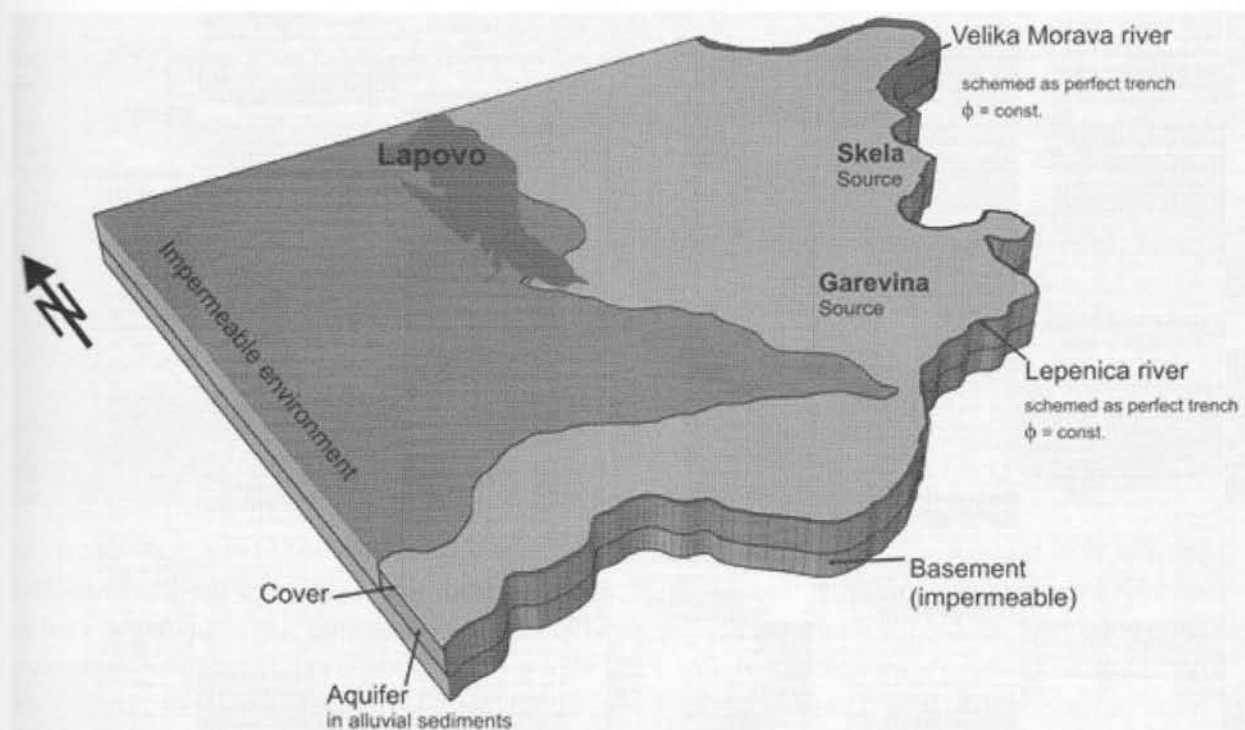 Velika Morava river
schemed as perfect trench
ϕ = const.
Lapovo
Skela
Source
Impermeable environment
N
Garevina
Source
Lepenica river
schemed as perfect trench
ϕ = const.
Basement
(impermeable)
Cover
Aquifer
in alluvial sediments